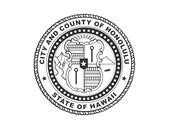 CITY AND COUNTY OF HONOLULU
STATE OF HAWAII